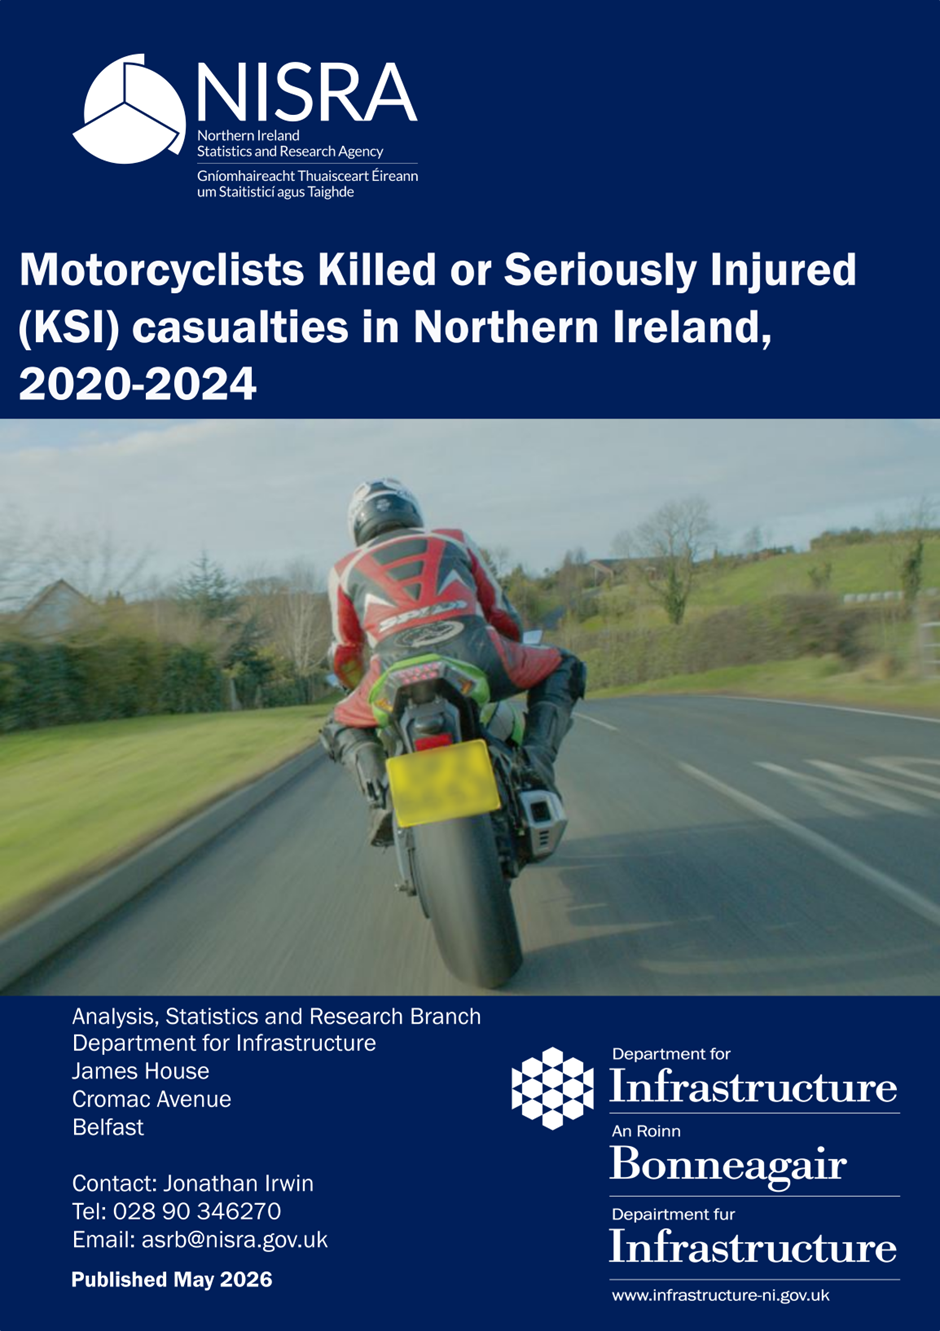 NISRA
Northern Ireland
Statistics and Research Agency
Gníomhaireacht Thuaisceart Éireann
um Staitisticí agus Taighde
Motorcyclists Killed or Seriously Injured
(KSI) casualties in Northern Ireland,
2020-2024
SPIDI
Analysis, Statistics and Research Branch
Department for Infrastructure
James House
Cromac Avenue
Belfast
Contact: Jonathan Irwin
Tel: 028 90 346270
Email: asrb@nisra.gov.uk
Published May 2026
Department for
Infrastructure
An Roinn
Bonneagair
Depairtment fur
Infrastructure
www.infrastructure-ni.gov.uk